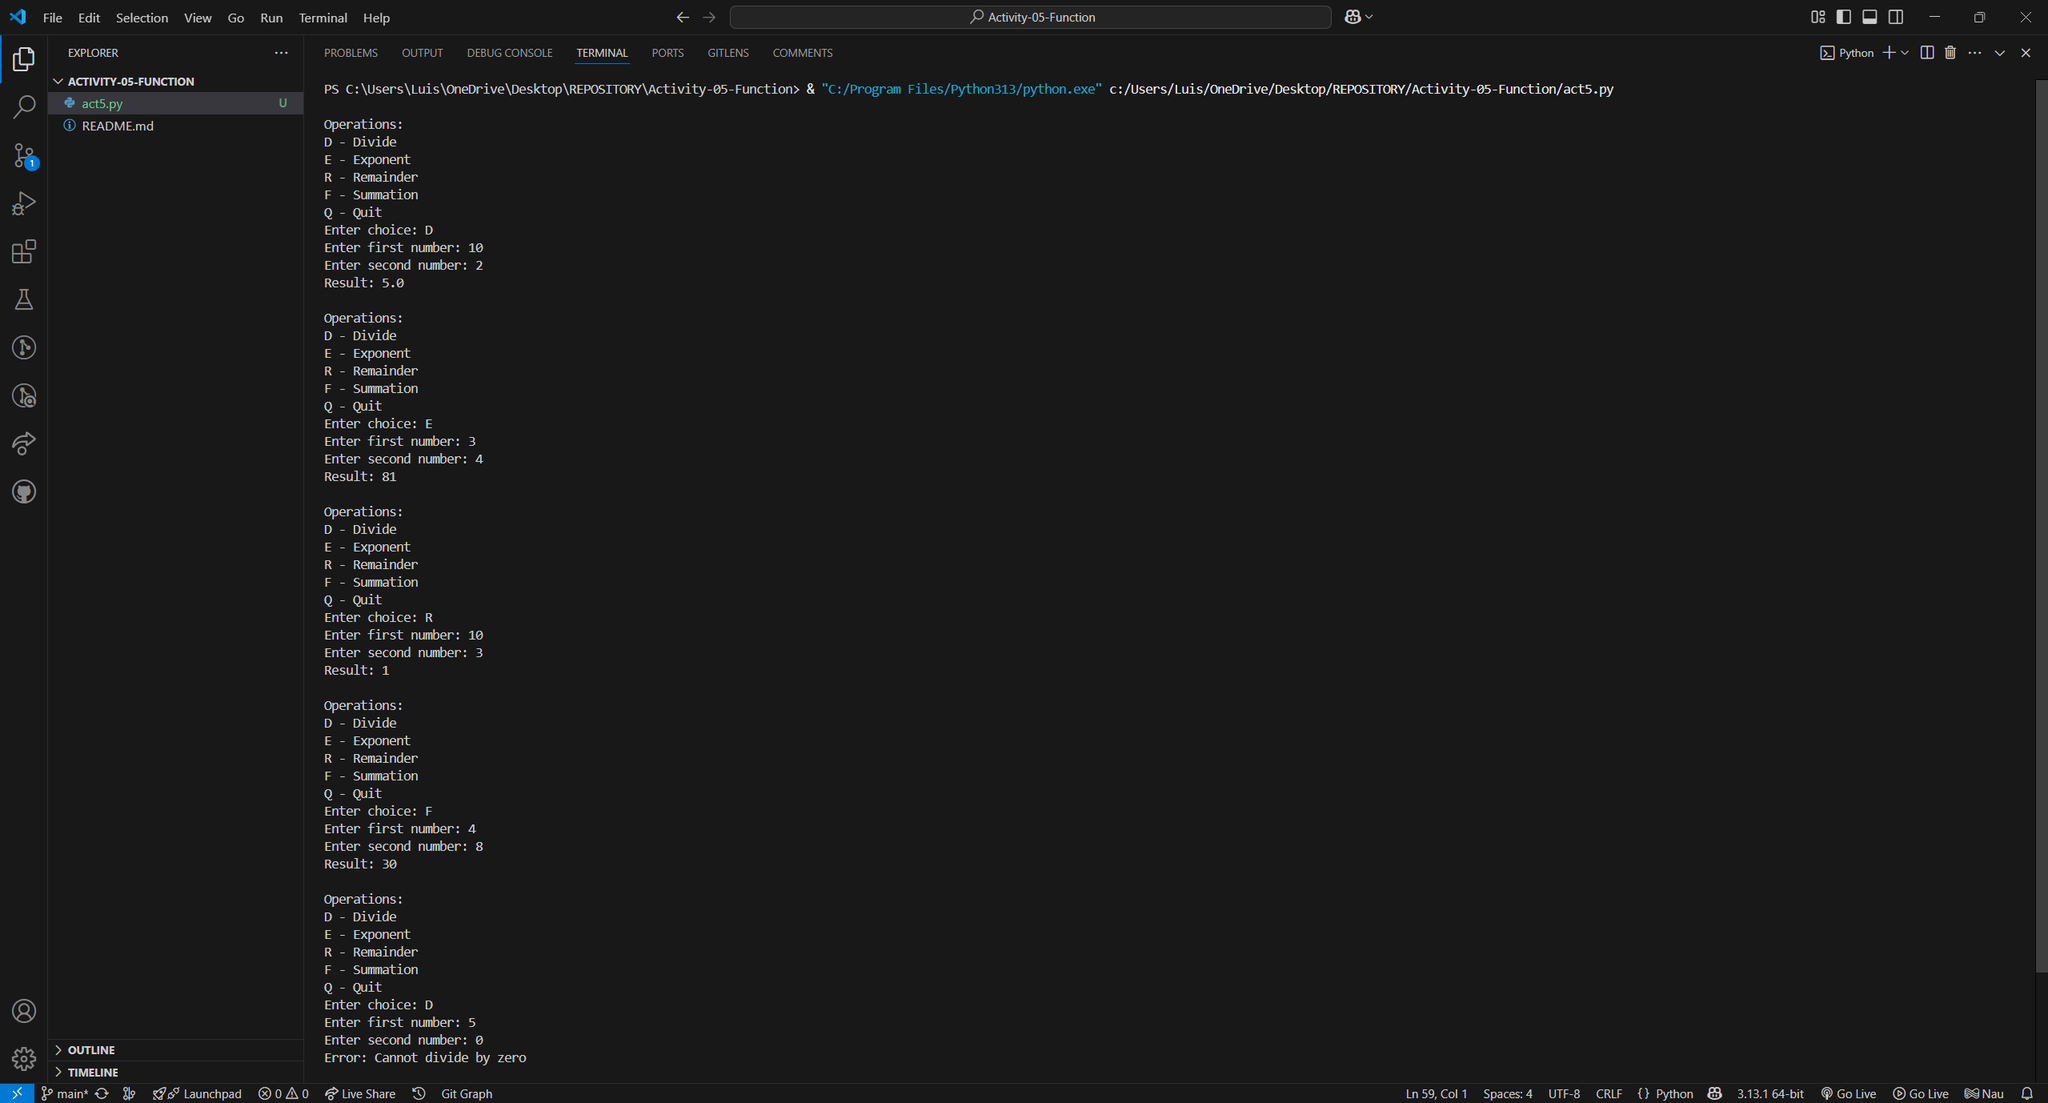 File Edit Selection View Go Run Terminal Help
Activity-05-Function
EXPLORER
ACTIVITY-05-FUNCTION
act5.py U
README.md
1
OUTLINE
TIMELINE
PROBLEMS OUTPUT DEBUG CONSOLE TERMINAL PORTS GITLENS COMMENTS
Python
PS C:\Users\Luis\OneDrive\Desktop\REPOSITORY\Activity-05-Function> & "C:/Program Files/Python313/python.exe" c:/Users/Luis/OneDrive/Desktop/REPOSITORY/Activity-05-Function/act5.py
Operations:
D - Divide
E - Exponent
R - Remainder
F - Summation
Q - Quit
Enter choice: D
Enter first number: 10
Enter second number: 2
Result: 5.0
Operations:
D - Divide
E - Exponent
R - Remainder
F - Summation
Q - Quit
Enter choice: E
Enter first number: 3
Enter second number: 4
Result: 81
Operations:
D - Divide
E - Exponent
R - Remainder
F - Summation
Q - Quit
Enter choice: R
Enter first number: 10
Enter second number: 3
Result: 1
Operations:
D - Divide
E - Exponent
R - Remainder
F - Summation
Q - Quit
Enter choice: F
Enter first number: 4
Enter second number: 8
Result: 30
Operations:
D - Divide
E - Exponent
R - Remainder
F - Summation
Q - Quit
Enter choice: D
Enter first number: 5
Enter second number: 0
Error: Cannot divide by zero
main* Launchpad 0 0 Live Share Git Graph Ln 59, Col 1 Spaces: 4 UTF-8 CRLF {} Python 3.13.1 64-bit Go Live Go Live Nau